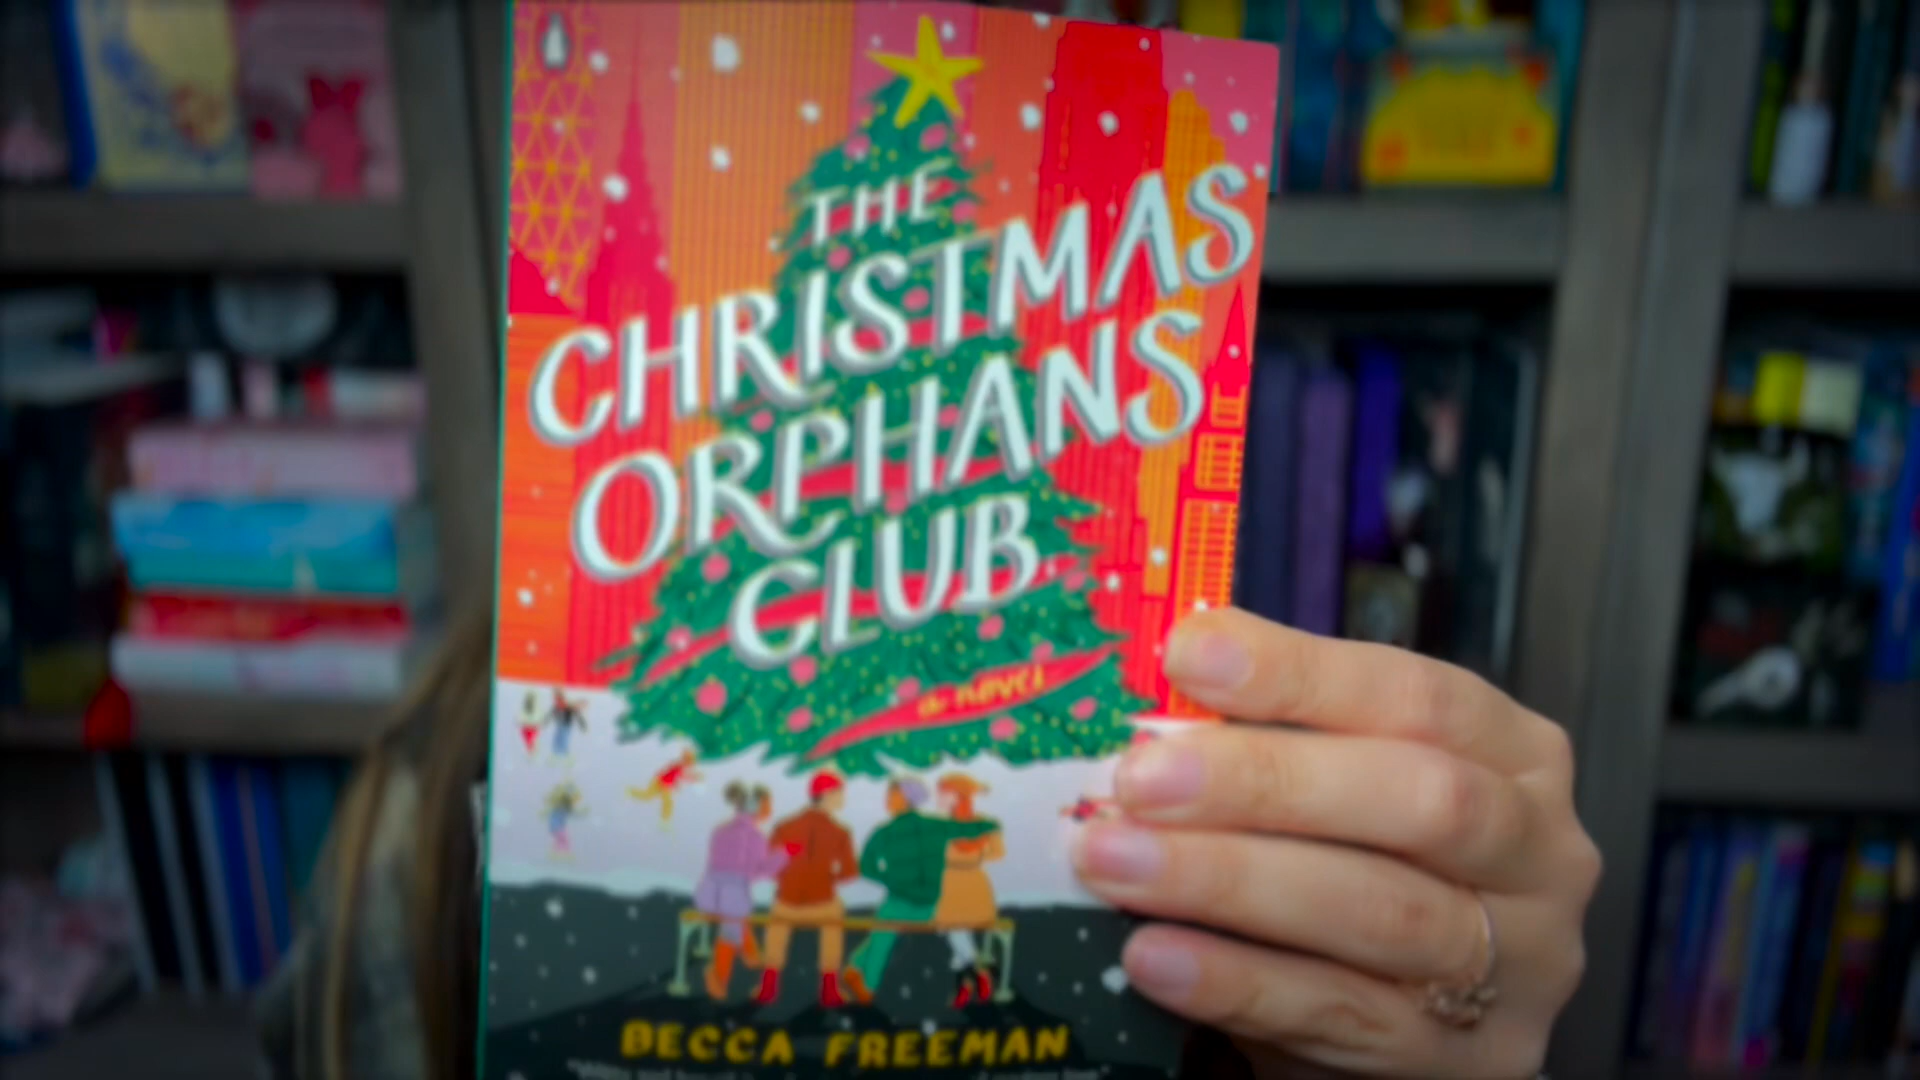 THE
CHRISTMAS
ORPHANS
CLUB
a novel
BECCA FREEMAN